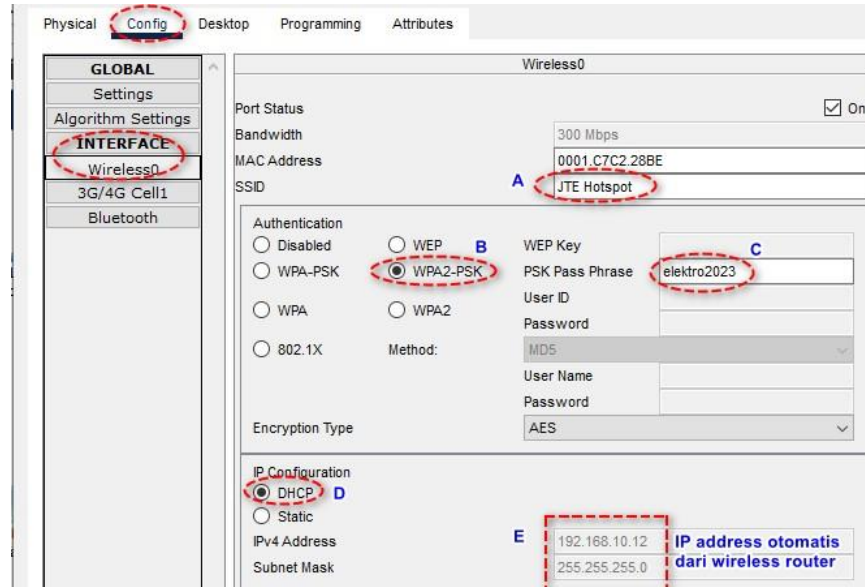 Physical Config Desktop Programming Attributes
GLOBAL
Settings
Algorithm Settings
INTERFACE
Wireless0
3G/4G Cell1
Bluetooth
Wireless0
Port Status On
Bandwidth 300 Mbps
MAC Address 0001.C7C2.28BE
SSID A JTE Hotspot
Authentication
Disabled WEP B WEP Key C
WPA-PSK WPA2-PSK PSK Pass Phrase elektro2023
User ID
WPA WPA2
Password
802.1X Method: MD5
User Name
Password
Encryption Type AES
IP Configuration
DHCP D
Static
IPv4 Address E 192.168.10.12 IP address otomatis
Subnet Mask 255.255.255.0 dari wireless router